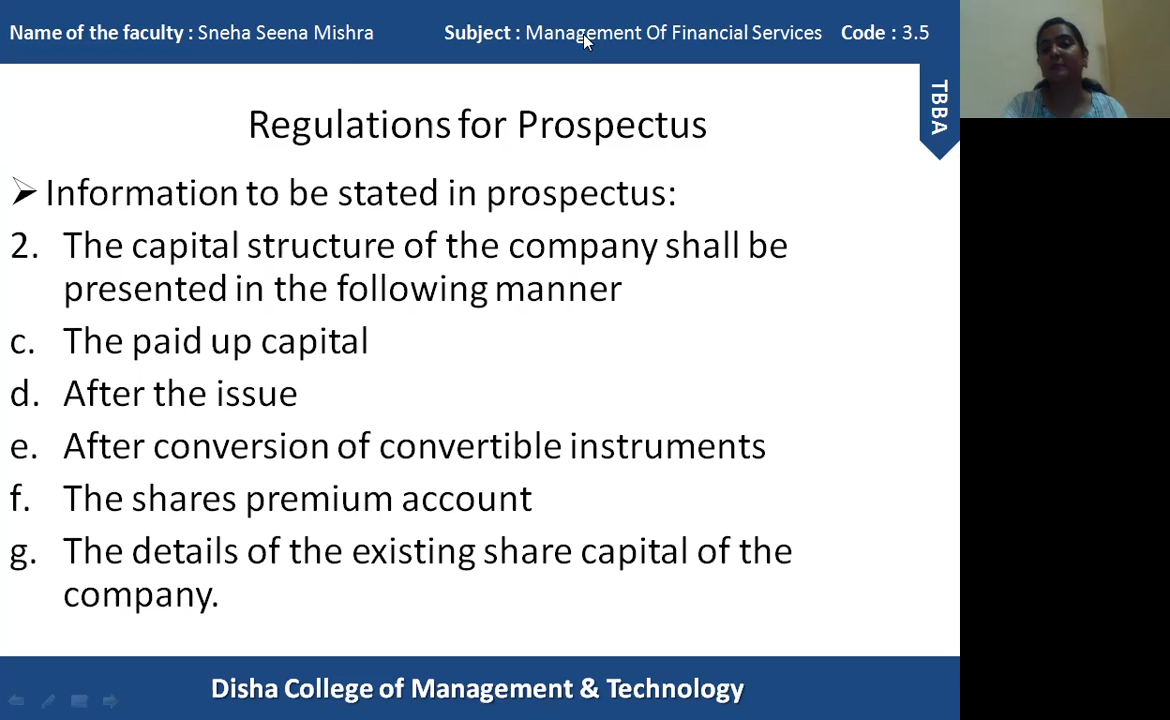 Name of the faculty : Sneha Seena Mishra Subject : Management Of Financial Services Code : 3.5
TBBA
Regulations for Prospectus
➢ Information to be stated in prospectus:
2. The capital structure of the company shall be
presented in the following manner
c. The paid up capital
d. After the issue
e. After conversion of convertible instruments
f. The shares premium account
g. The details of the existing share capital of the
company.
Disha College of Management & Technology